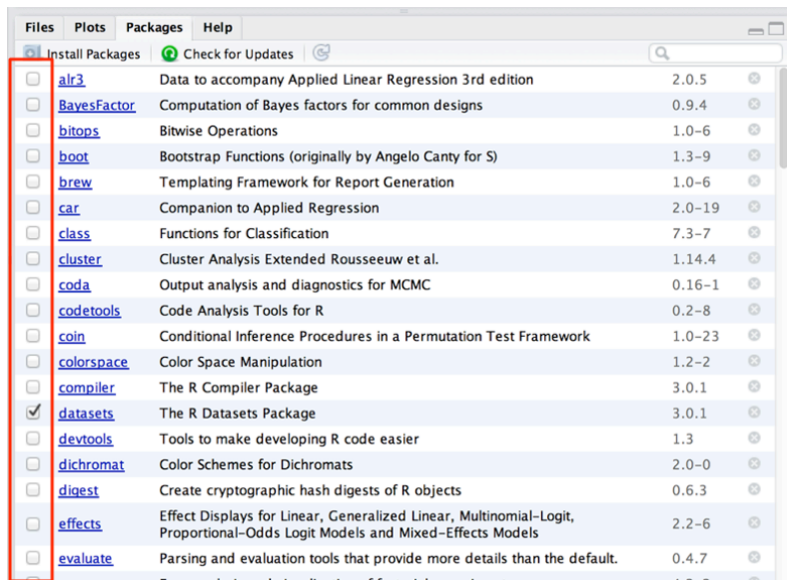 Files Plots Packages Help
Install Packages Check for Updates
alr3 Data to accompany Applied Linear Regression 3rd edition 2.0.5
BayesFactor Computation of Bayes factors for common designs 0.9.4
bitops Bitwise Operations 1.0-6
boot Bootstrap Functions (originally by Angelo Canty for S) 1.3-9
brew Templating Framework for Report Generation 1.0-6
car Companion to Applied Regression 2.0-19
class Functions for Classification 7.3-7
cluster Cluster Analysis Extended Rousseeuw et al. 1.14.4
coda Output analysis and diagnostics for MCMC 0.16-1
codetools Code Analysis Tools for R 0.2-8
coin Conditional Inference Procedures in a Permutation Test Framework 1.0-23
colorspace Color Space Manipulation 1.2-2
compiler The R Compiler Package 3.0.1
datasets The R Datasets Package 3.0.1
devtools Tools to make developing R code easier 1.3
dichromat Color Schemes for Dichromats 2.0-0
digest Create cryptographic hash digests of R objects 0.6.3
effects Effect Displays for Linear, Generalized Linear, Multinomial-Logit,
Proportional-Odds Logit Models and Mixed-Effects Models 2.2-6
evaluate Parsing and evaluation tools that provide more details than the default. 0.4.7